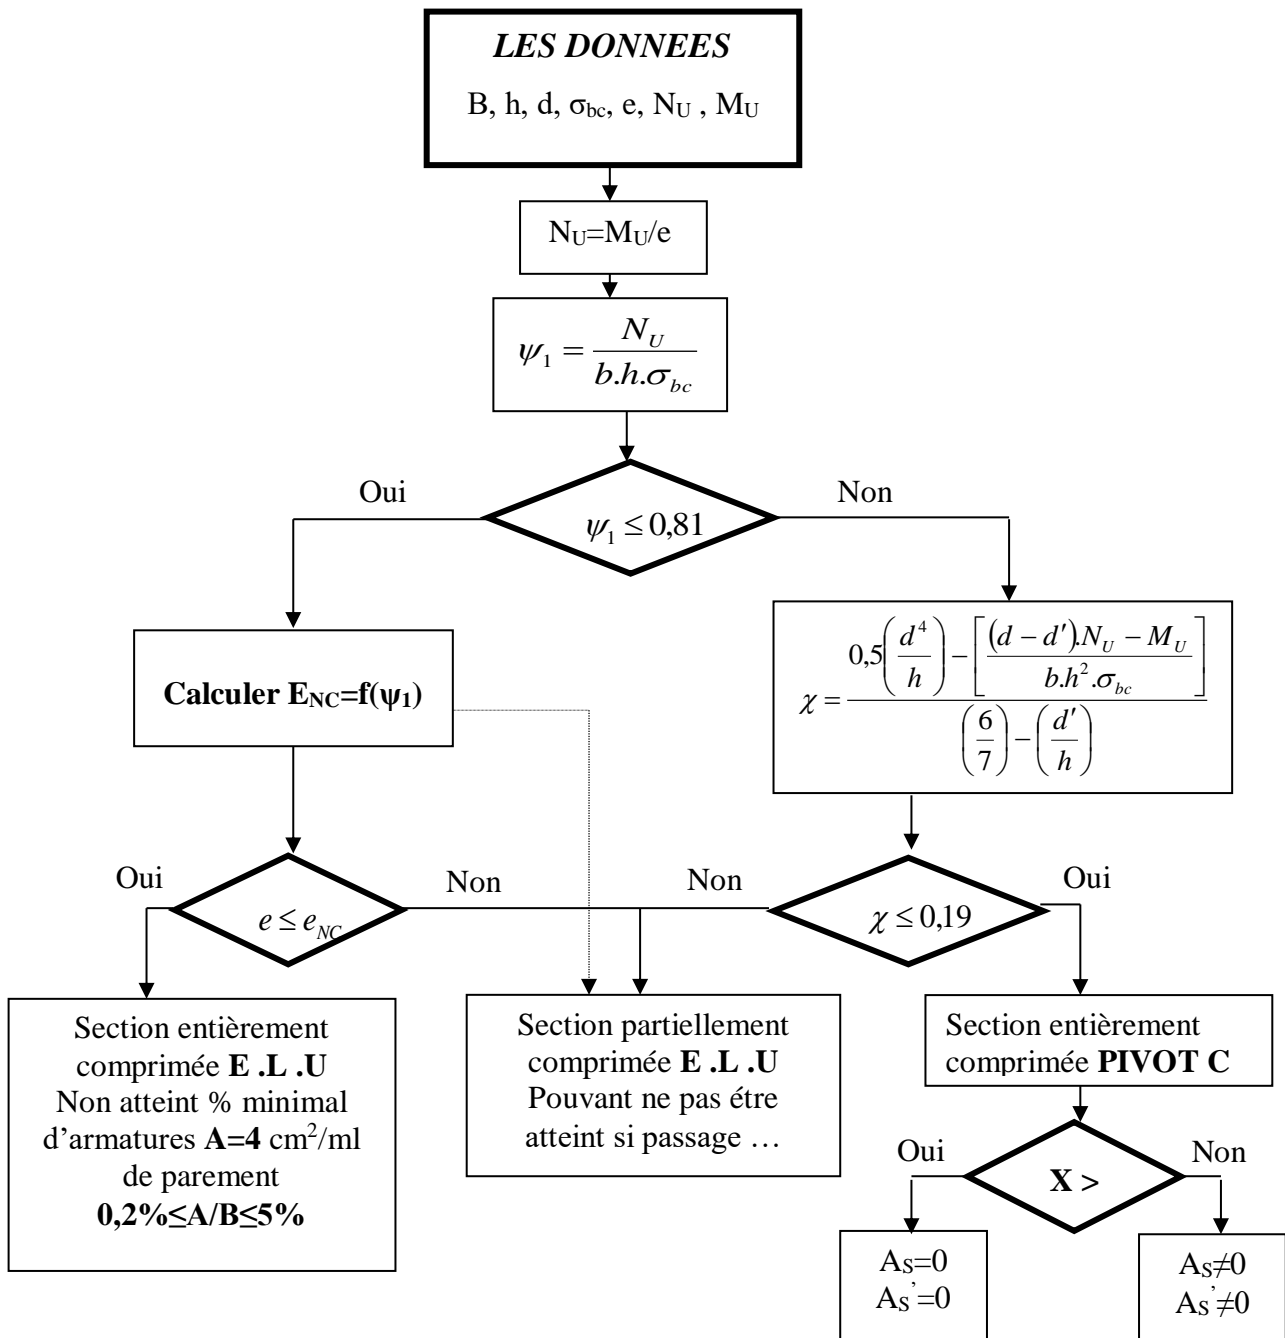 LES DONNEES
B, h, d, σbc, e, NU , MU
NU=MU/e
ψ₁ = NU / b.h.σbc
Oui
Non
ψ₁ ≤ 0,81
Calculer ENC=f(ψ1)
χ = (0,5(d⁴/h) − [((d − d′).NU − MU) / b.h².σbc]) / ((6/7) − (d′/h))
Oui
Non
Non
Oui
e ≤ eNC
χ ≤ 0,19
Section entièrement
comprimée E .L .U
Non atteint % minimal
d’armatures A=4 cm²/ml
de parement
0,2%≤A/B≤5%
Section partiellement
comprimée E .L .U
Pouvant ne pas étre
atteint si passage …
Section entièrement
comprimée PIVOT C
Oui
Non
X >
AS=0
AS’=0
AS≠0
AS’≠0